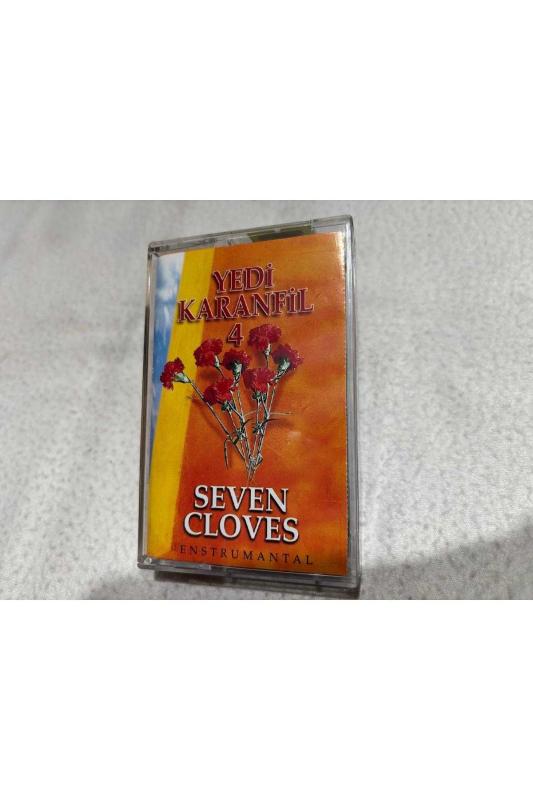 YEDİ
KARANFİL
4
SEVEN
CLOVES
ENSTRUMANTAL